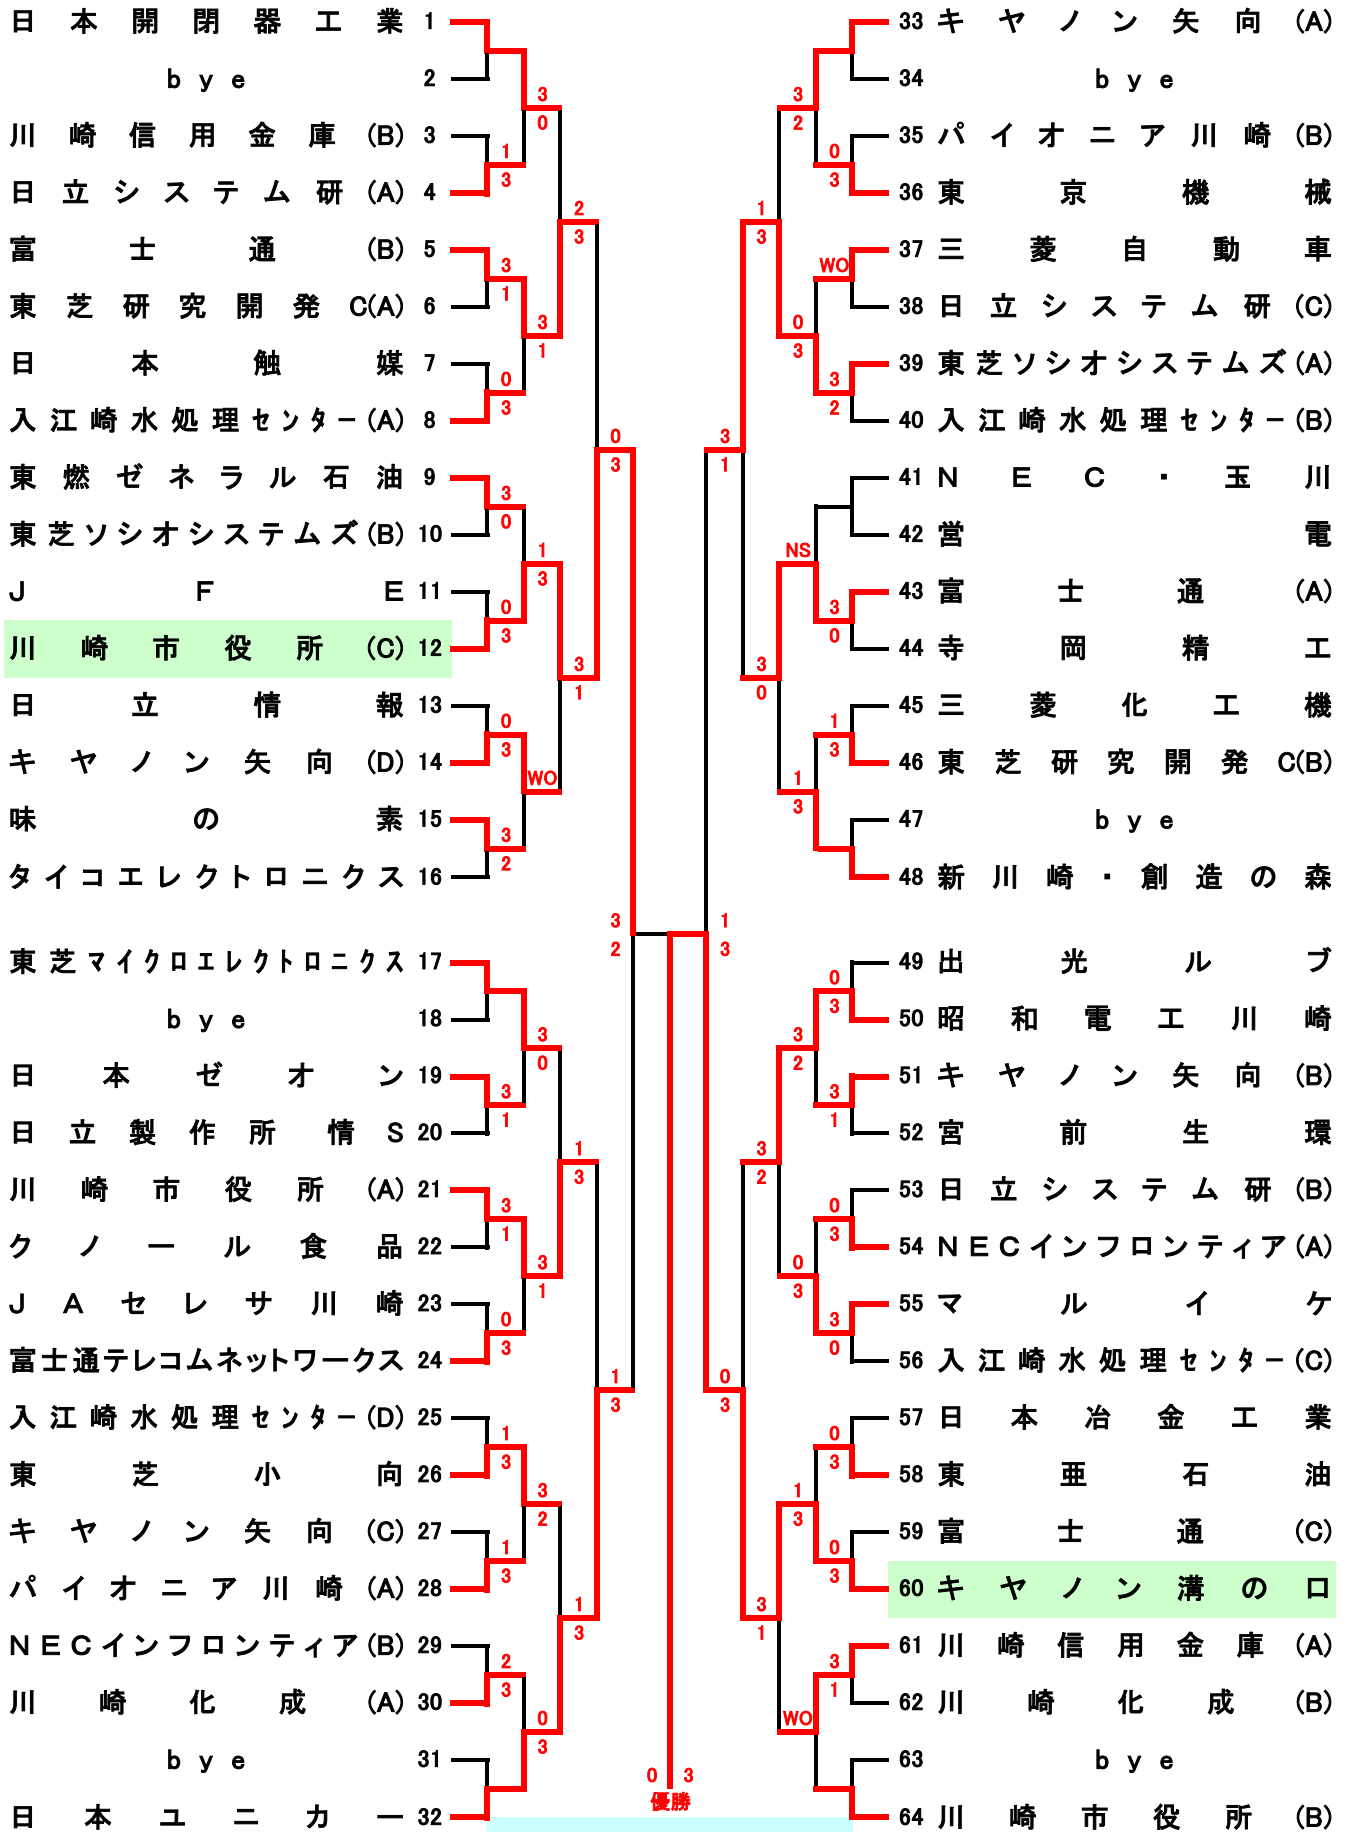 日本開閉器工業 1
bye 2
川崎信用金庫(B) 3
日立システム研(A) 4
富士通(B) 5
東芝研究開発C(A) 6
日本触媒 7
入江崎水処理センター(A) 8
東燃ゼネラル石油 9
東芝ソシオシステムズ(B) 10
JFE 11
川崎市役所(C) 12
日立情報 13
キヤノン矢向(D) 14
味の素 15
タイコエレクトロニクス 16
東芝マイクロエレクトロニクス 17
bye 18
日本ゼオン 19
日立製作所情S 20
川崎市役所(A) 21
クノール食品 22
JAセレサ川崎 23
富士通テレコムネットワークス 24
入江崎水処理センター(D) 25
東芝小向 26
キヤノン矢向(C) 27
パイオニア川崎(A) 28
NECインフロンティア(B) 29
川崎化成(A) 30
bye 31
日本ユニカー 32
1
3
3
1
0
3
3
0
0
3
0
3
3
2
3
1
3
1
0
3
1
3
1
3
2
3
3
0
3
1
1
3
WO
3
0
3
1
3
2
0
3
2
3
3
1
1
3
1
3
0
3
1
3
3
2
0 3
優勝
1
3
3
1
0
3
1
3
3
0
3
2
3
1
3
2
0
3
NS
1
3
3
2
0
3
1
3
WO
0
3
WO
3
2
3
0
1
3
0
3
3
1
0
3
3
0
0
3
0
3
3
1
33 キヤノン矢向(A)
34 bye
35 パイオニア川崎(B)
36 東京機械
37 三菱自動車
38 日立システム研(C)
39 東芝ソシオシステムズ(A)
40 入江崎水処理センター(B)
41 NEC・玉川
42 営電
43 富士通(A)
44 寺岡精工
45 三菱化工機
46 東芝研究開発C(B)
47 bye
48 新川崎・創造の森
49 出光ルブ
50 昭和電工川崎
51 キヤノン矢向(B)
52 宮前生環
53 日立システム研(B)
54 NECインフロンティア(A)
55 マルイケ
56 入江崎水処理センター(C)
57 日本冶金工業
58 東亜石油
59 富士通(C)
60 キヤノン溝の口
61 川崎信用金庫(A)
62 川崎化成(B)
63 bye
64 川崎市役所(B)